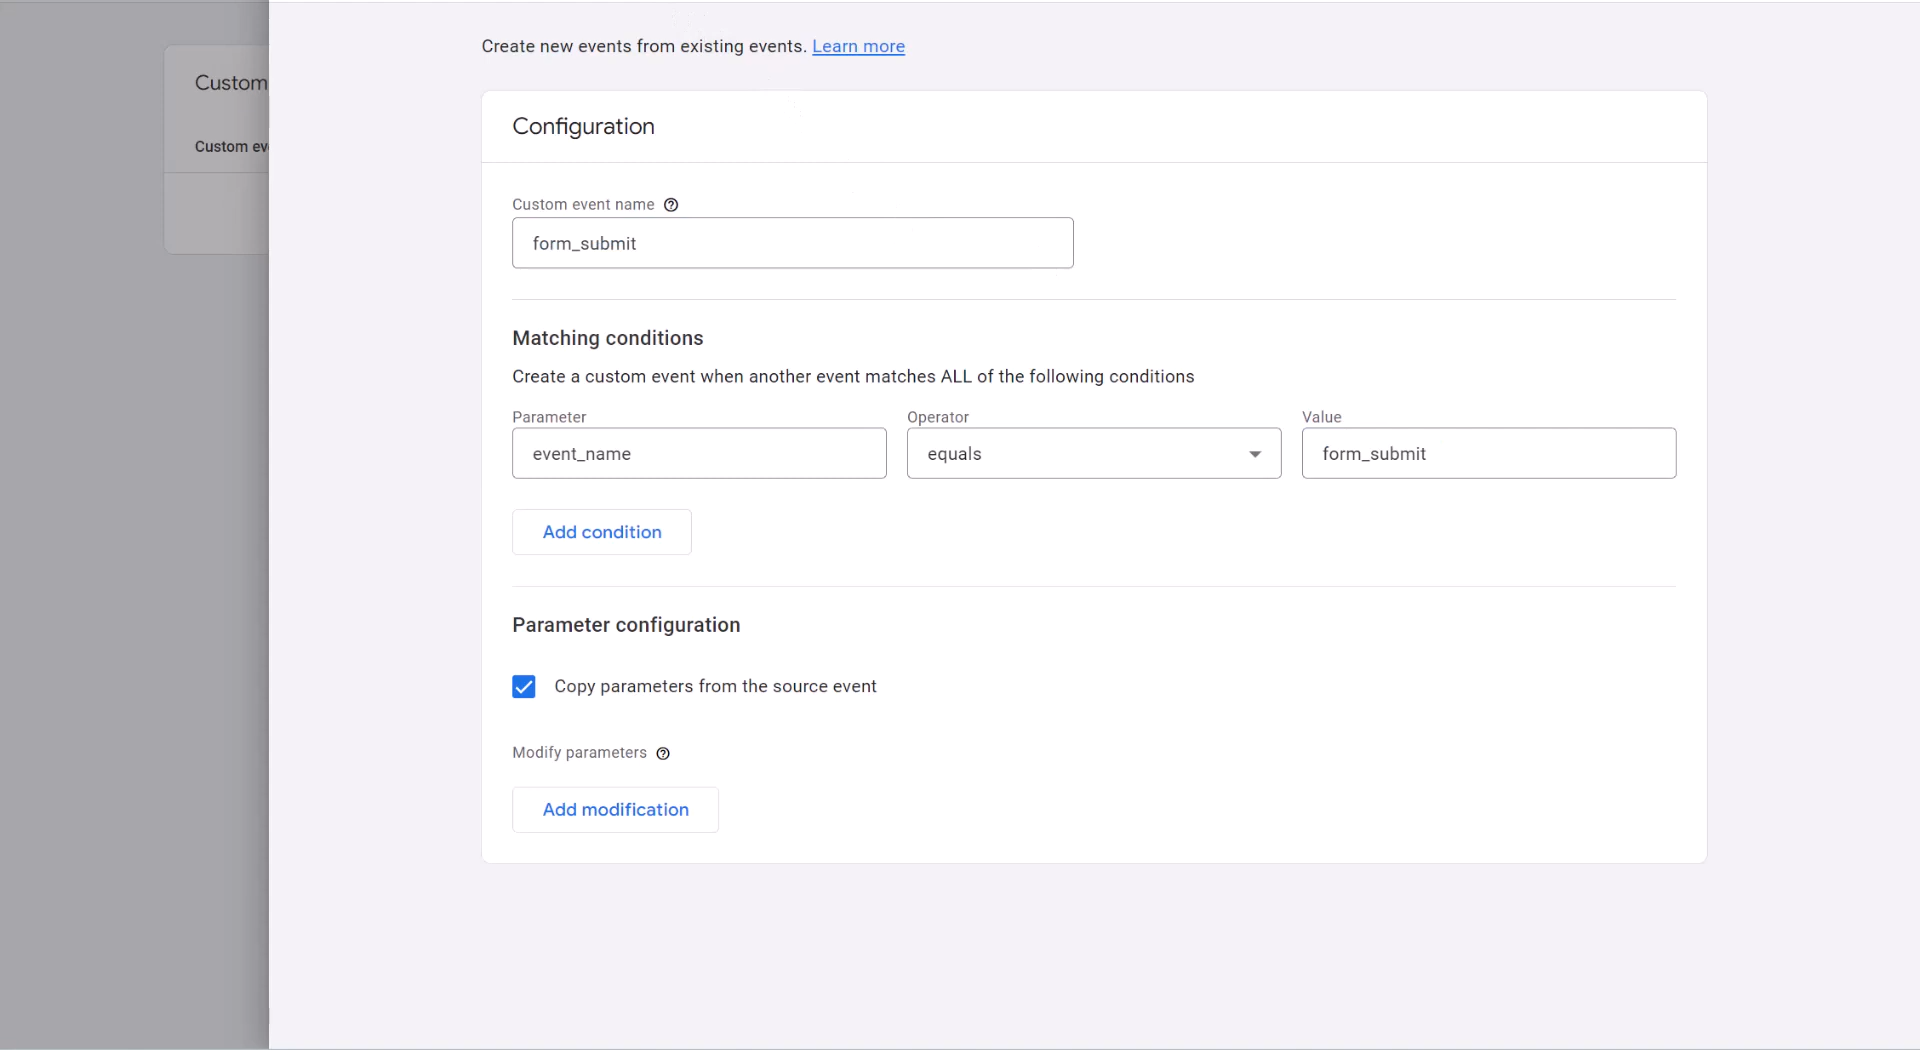 Create new events from existing events. Learn more
Custom
Custom eve
Configuration
Custom event name
form_submit
Matching conditions
Create a custom event when another event matches ALL of the following conditions
Parameter Operator Value
event_name equals form_submit
Add condition
Parameter configuration
Copy parameters from the source event
Modify parameters
Add modification